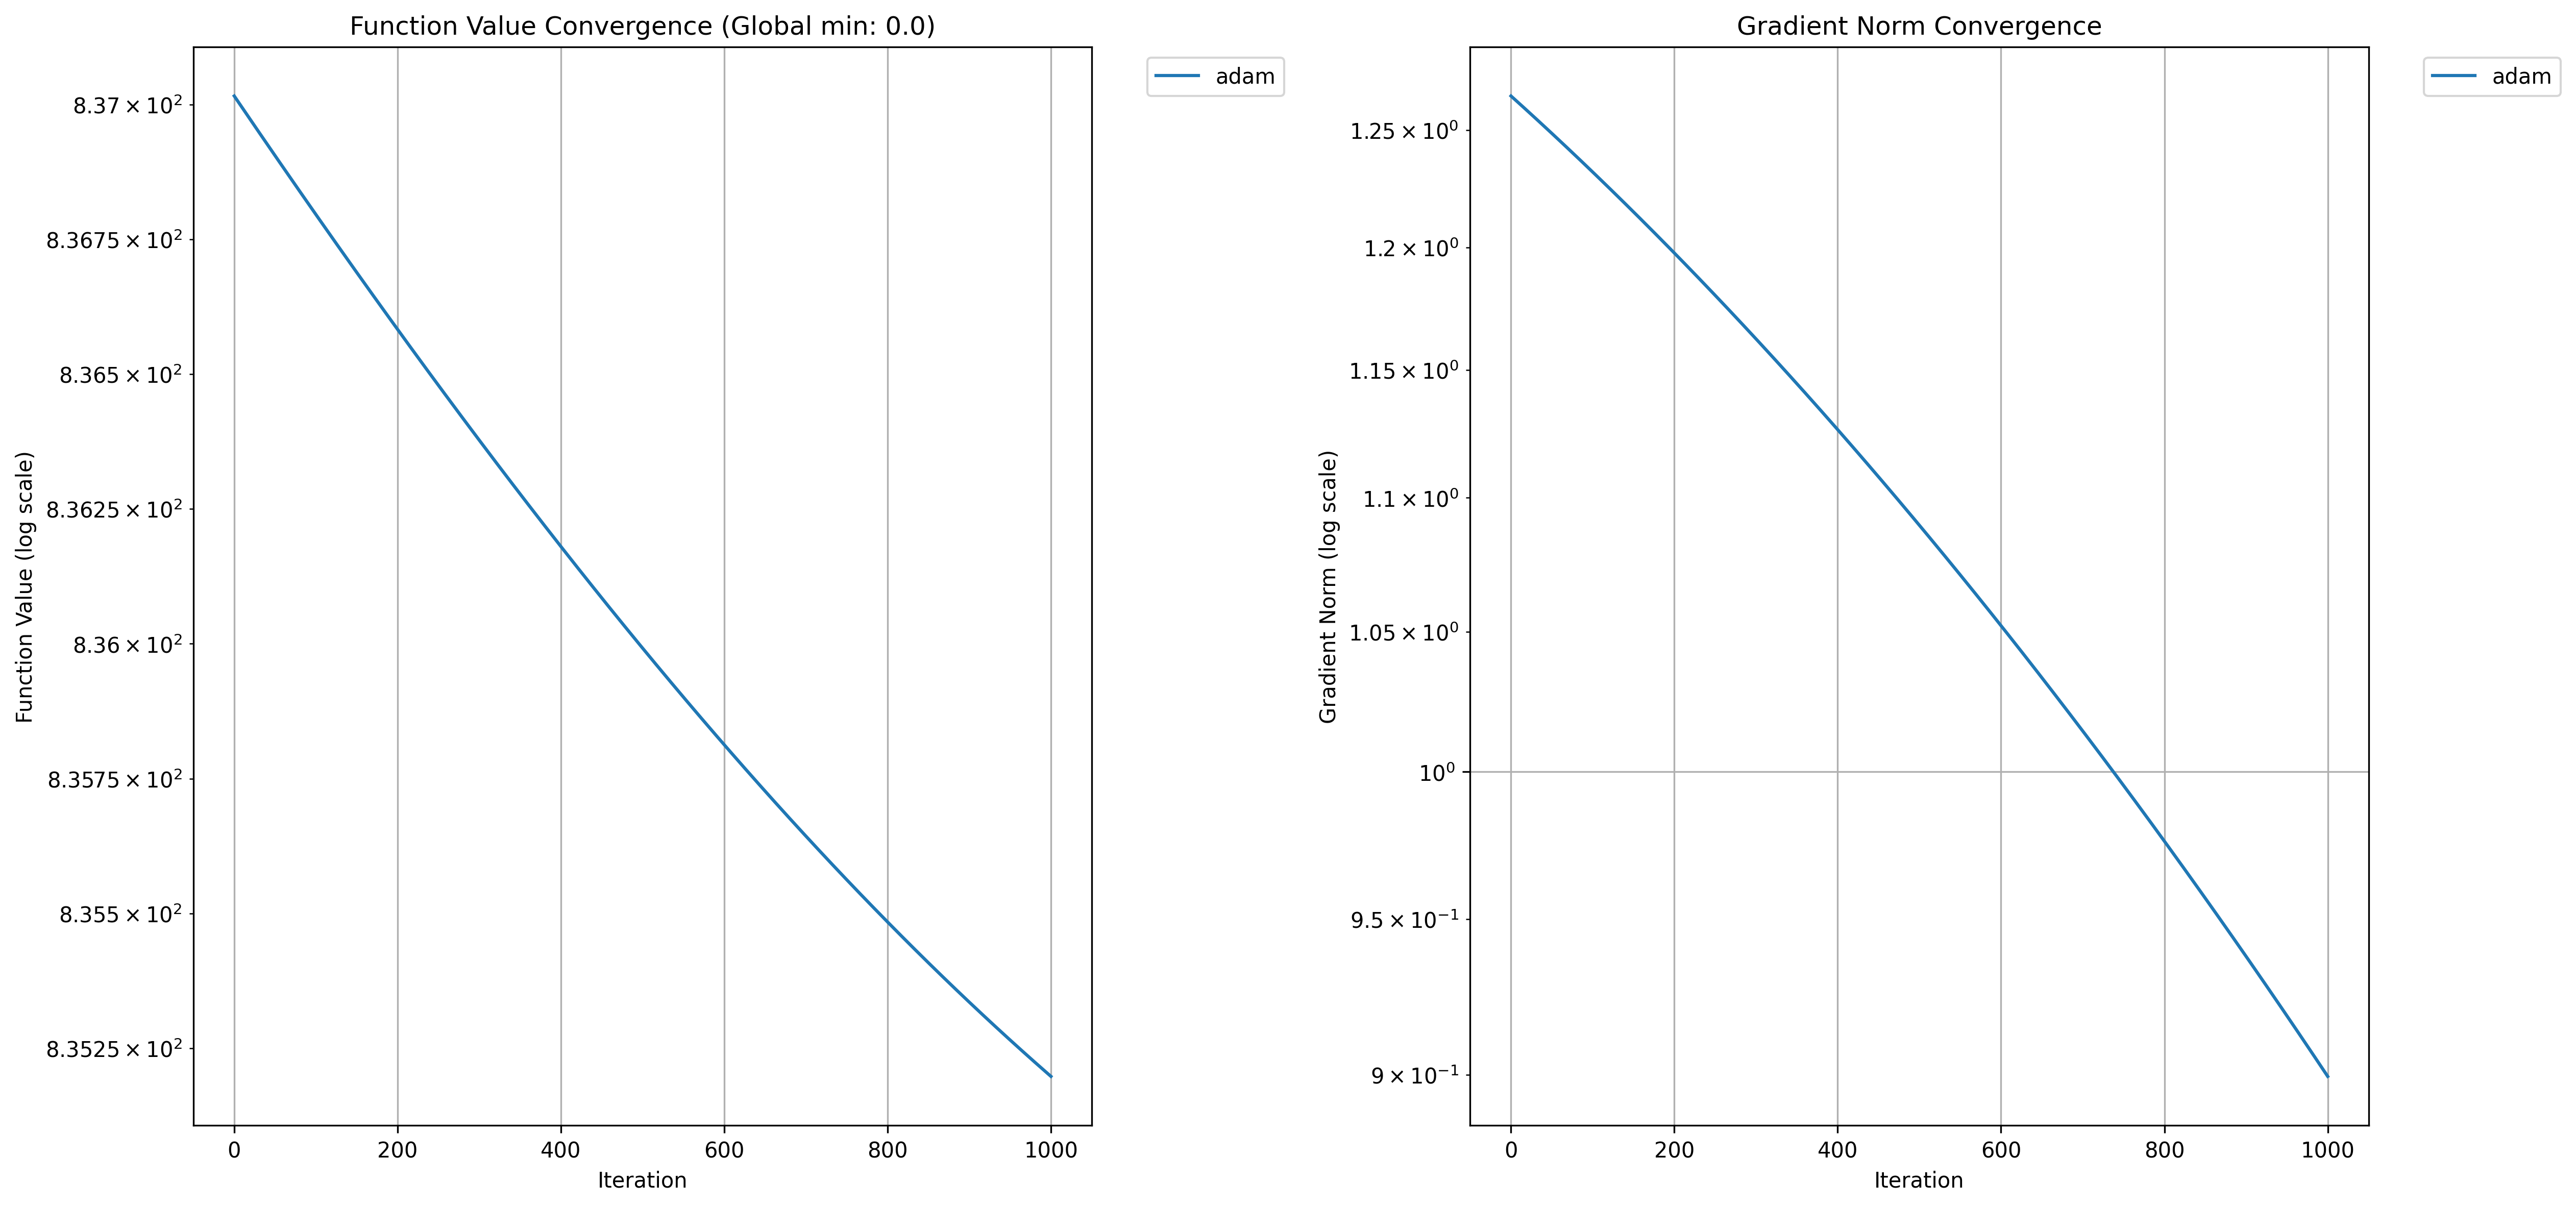 Function Value Convergence (Global min: 0.0)
adam
8.37 × 10²
8.3675 × 10²
8.365 × 10²
8.3625 × 10²
8.36 × 10²
8.3575 × 10²
8.355 × 10²
8.3525 × 10²
Function Value (log scale)
0 200 400 600 800 1000
Iteration
Gradient Norm Convergence
adam
1.25 × 10⁰
1.2 × 10⁰
1.15 × 10⁰
1.1 × 10⁰
1.05 × 10⁰
10⁰
9.5 × 10⁻¹
9 × 10⁻¹
Gradient Norm (log scale)
0 200 400 600 800 1000
Iteration